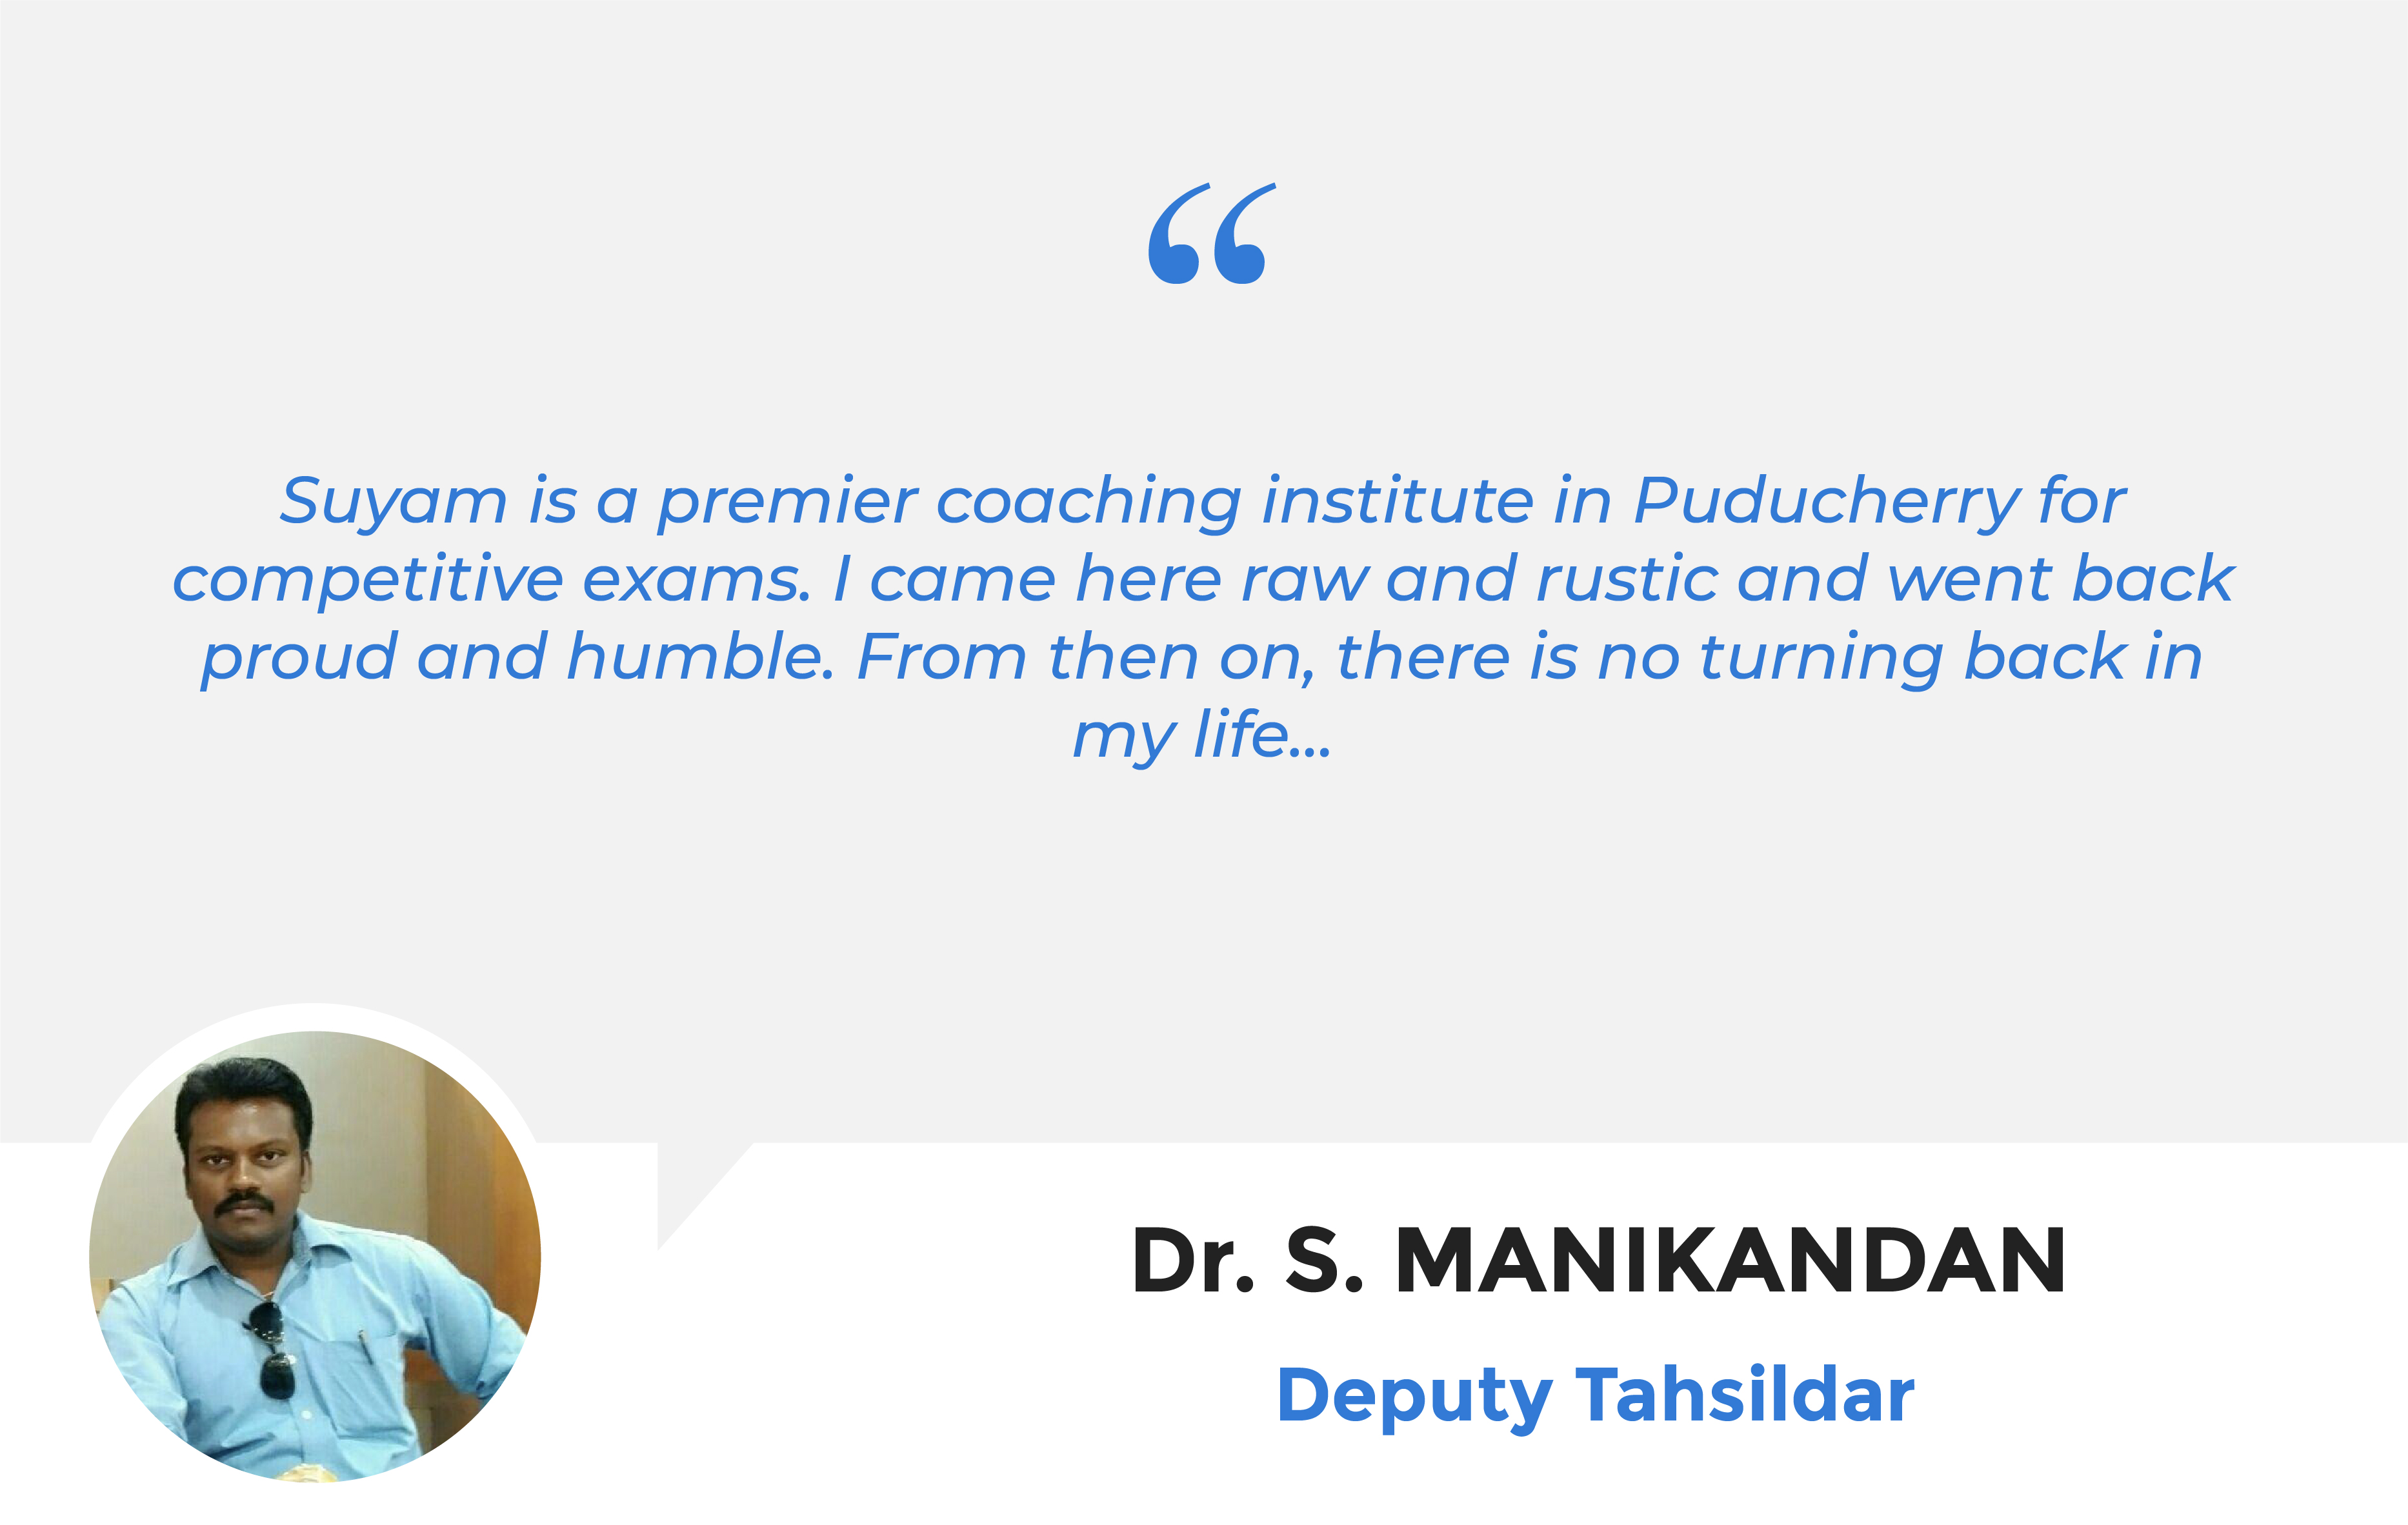 “
Suyam is a premier coaching institute in Puducherry for
competitive exams. I came here raw and rustic and went back
proud and humble. From then on, there is no turning back in
my life...
Dr. S. MANIKANDAN
Deputy Tahsildar